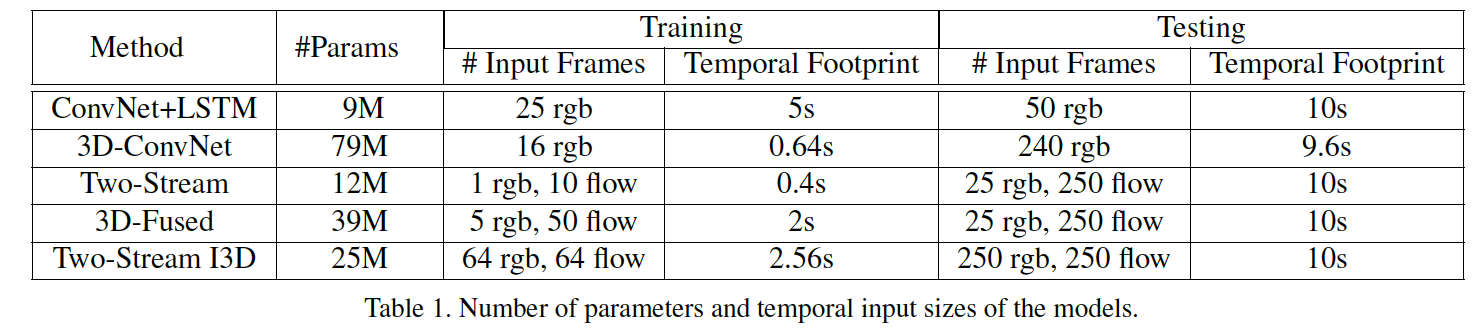 Method #Params Training Testing
# Input Frames Temporal Footprint # Input Frames Temporal Footprint
ConvNet+LSTM 9M 25 rgb 5s 50 rgb 10s
3D-ConvNet 79M 16 rgb 0.64s 240 rgb 9.6s
Two-Stream 12M 1 rgb, 10 flow 0.4s 25 rgb, 250 flow 10s
3D-Fused 39M 5 rgb, 50 flow 2s 25 rgb, 250 flow 10s
Two-Stream I3D 25M 64 rgb, 64 flow 2.56s 250 rgb, 250 flow 10s
Table 1. Number of parameters and temporal input sizes of the models.